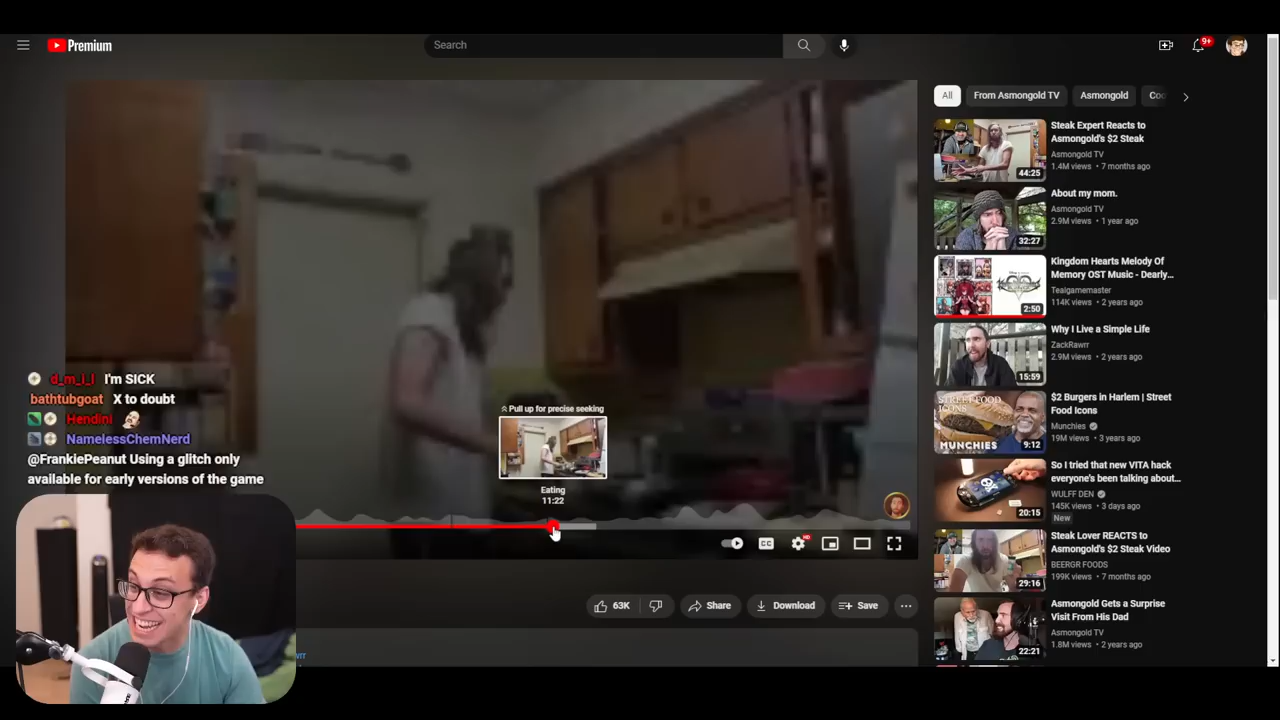 Premium
Search
9+
All
From Asmongold TV
Asmongold
Coo
Steak Expert Reacts to
Asmongold's $2 Steak
Asmongold TV
1.4M views • 7 months ago
44:25
About my mom.
Asmongold TV
2.9M views • 1 year ago
32:27
Kingdom Hearts Melody Of
Memory OST Music - Dearly...
Teaigamemaster
114K views • 2 years ago
2:50
Why I Live a Simple Life
ZackRawrr
2.9M views • 2 years ago
15:59
$2 Burgers in Harlem | Street
Food Icons
Munchies
19M views • 3 years ago
STREET FOOD
ICONS
MUNCHIES
9:12
So I tried that new VITA hack
everyone's been talking about...
WULFF DEN
145K views • 3 days ago
New
20:15
Steak Lover REACTS to
Asmongold's $2 Steak Video
BEERGR FOODS
199K views • 7 months ago
29:16
Asmongold Gets a Surprise
Visit From His Dad
Asmongold TV
1.8M views • 2 years ago
22:21
d_m_i_l I'm SICK
bathtubgoat X to doubt
Hendini
NamelessChemNerd
@FrankiePeanut Using a glitch only
available for early versions of the game
Pull up for precise seeking
Eating
11:22
CC
HD
63K
Share
Download
Save